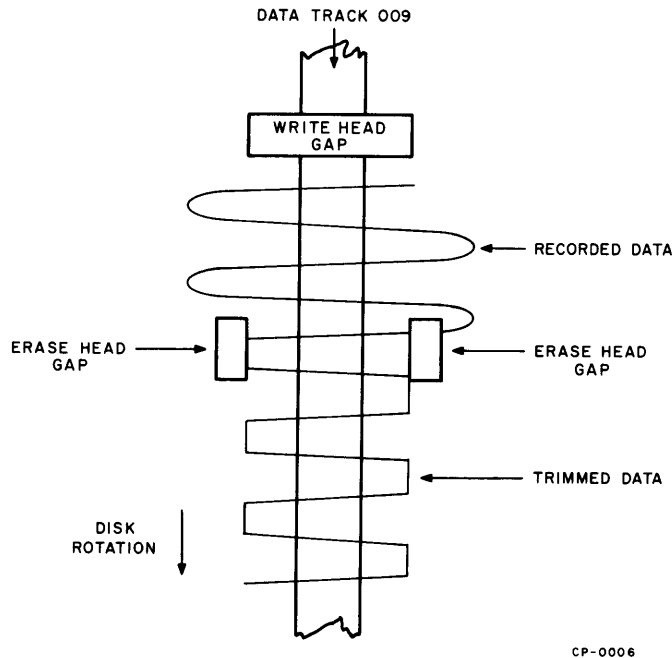 DATA TRACK 009
WRITE HEAD
GAP
RECORDED DATA
ERASE HEAD
GAP
ERASE HEAD
GAP
TRIMMED DATA
DISK
ROTATION
CP-0006